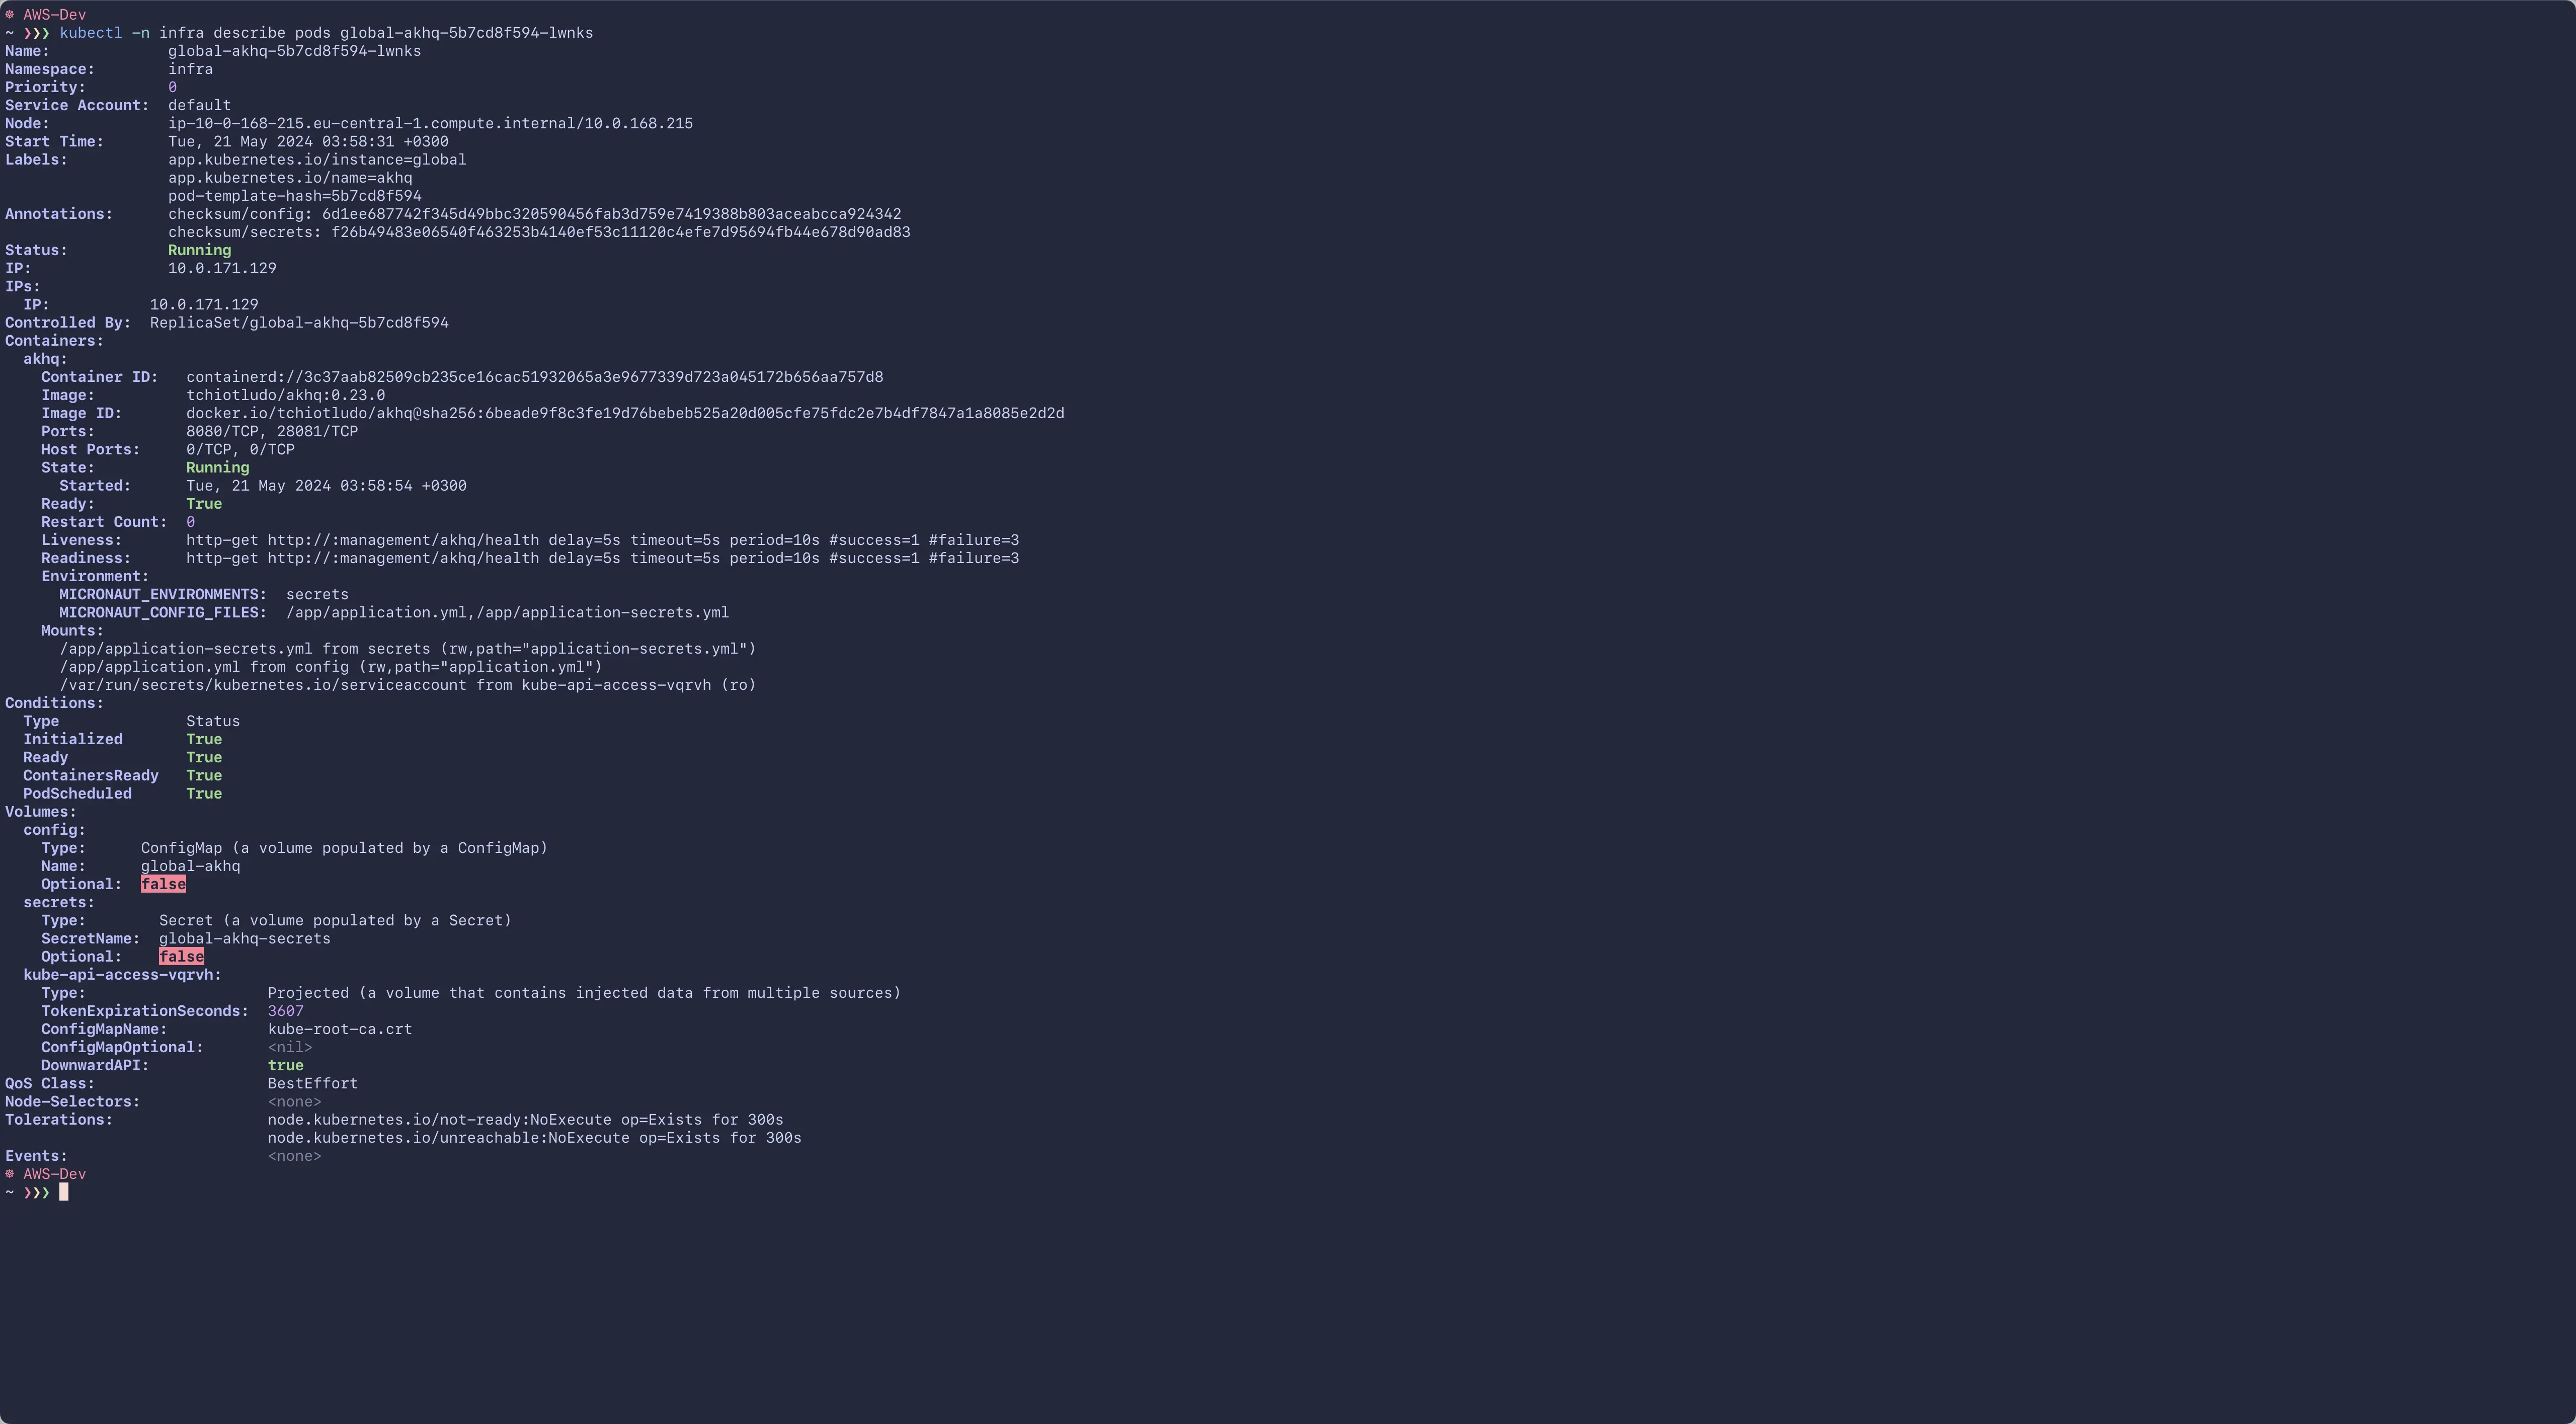 ☸ AWS-Dev
~ ❯❯❯ kubectl -n infra describe pods global-akhq-5b7cd8f594-lwnks
Name:             global-akhq-5b7cd8f594-lwnks
Namespace:        infra
Priority:         0
Service Account:  default
Node:             ip-10-0-168-215.eu-central-1.compute.internal/10.0.168.215
Start Time:       Tue, 21 May 2024 03:58:31 +0300
Labels:           app.kubernetes.io/instance=global
                  app.kubernetes.io/name=akhq
                  pod-template-hash=5b7cd8f594
Annotations:      checksum/config: 6d1ee687742f345d49bbc320590456fab3d759e7419388b803aceabcca924342
                  checksum/secrets: f26b49483e06540f463253b4140ef53c11120c4efe7d95694fb44e678d90ad83
Status:           Running
IP:               10.0.171.129
IPs:
  IP:           10.0.171.129
Controlled By:  ReplicaSet/global-akhq-5b7cd8f594
Containers:
  akhq:
    Container ID:   containerd://3c37aab82509cb235ce16cac51932065a3e9677339d723a045172b656aa757d8
    Image:          tchiotludo/akhq:0.23.0
    Image ID:       docker.io/tchiotludo/akhq@sha256:6beade9f8c3fe19d76bebeb525a20d005cfe75fdc2e7b4df7847a1a8085e2d2d
    Ports:          8080/TCP, 28081/TCP
    Host Ports:     0/TCP, 0/TCP
    State:          Running
      Started:      Tue, 21 May 2024 03:58:54 +0300
    Ready:          True
    Restart Count:  0
    Liveness:       http-get http://:management/akhq/health delay=5s timeout=5s period=10s #success=1 #failure=3
    Readiness:      http-get http://:management/akhq/health delay=5s timeout=5s period=10s #success=1 #failure=3
    Environment:
      MICRONAUT_ENVIRONMENTS:  secrets
      MICRONAUT_CONFIG_FILES:  /app/application.yml,/app/application-secrets.yml
    Mounts:
      /app/application-secrets.yml from secrets (rw,path="application-secrets.yml")
      /app/application.yml from config (rw,path="application.yml")
      /var/run/secrets/kubernetes.io/serviceaccount from kube-api-access-vqrvh (ro)
Conditions:
  Type              Status
  Initialized       True
  Ready             True
  ContainersReady   True
  PodScheduled      True
Volumes:
  config:
    Type:      ConfigMap (a volume populated by a ConfigMap)
    Name:      global-akhq
    Optional:  false
  secrets:
    Type:        Secret (a volume populated by a Secret)
    SecretName:  global-akhq-secrets
    Optional:    false
  kube-api-access-vqrvh:
    Type:                    Projected (a volume that contains injected data from multiple sources)
    TokenExpirationSeconds:  3607
    ConfigMapName:           kube-root-ca.crt
    ConfigMapOptional:       <nil>
    DownwardAPI:             true
QoS Class:                   BestEffort
Node-Selectors:              <none>
Tolerations:                 node.kubernetes.io/not-ready:NoExecute op=Exists for 300s
                             node.kubernetes.io/unreachable:NoExecute op=Exists for 300s
Events:                      <none>
☸ AWS-Dev
~ ❯❯❯